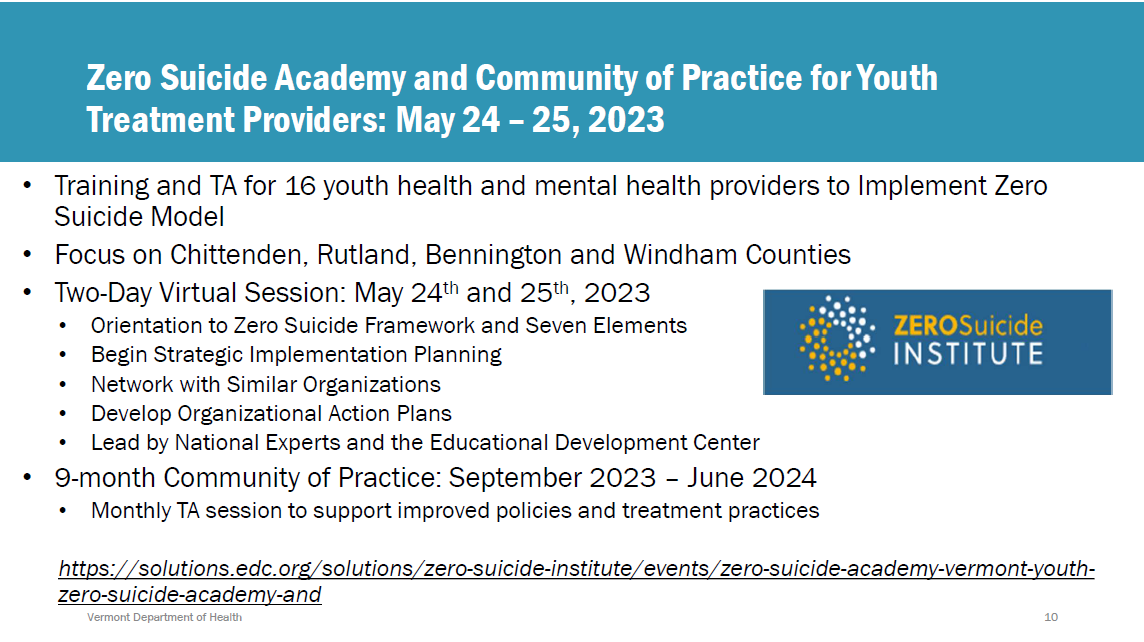 Zero Suicide Academy and Community of Practice for Youth
Treatment Providers: May 24 – 25, 2023
• Training and TA for 16 youth health and mental health providers to Implement Zero
Suicide Model
• Focus on Chittenden, Rutland, Bennington and Windham Counties
• Two-Day Virtual Session: May 24th and 25th, 2023
• Orientation to Zero Suicide Framework and Seven Elements
• Begin Strategic Implementation Planning
• Network with Similar Organizations
• Develop Organizational Action Plans
• Lead by National Experts and the Educational Development Center
ZEROSuicide
INSTITUTE
• 9-month Community of Practice: September 2023 – June 2024
• Monthly TA session to support improved policies and treatment practices
https://solutions.edc.org/solutions/zero-suicide-institute/events/zero-suicide-academy-vermont-youth-
zero-suicide-academy-and
Vermont Department of Health
10